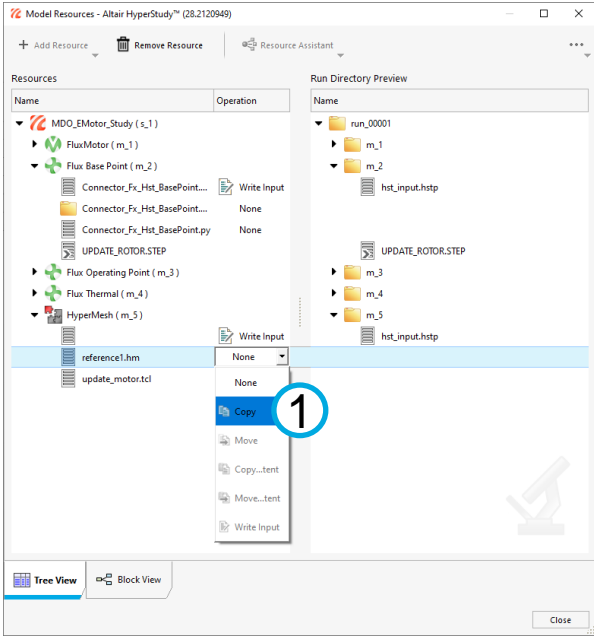 Model Resources - Altair HyperStudy™ (28.2120949)
Add Resource Remove Resource Resource Assistant
Resources Run Directory Preview
Name Operation Name
MDO_EMotor_Study ( s_1 ) run_00001
FluxMotor ( m_1 ) m_1
Flux Base Point ( m_2 ) m_2
Connector_Fx_Hst_BasePoint.... Write Input hst_input.hstp
Connector_Fx_Hst_BasePoint.... None
Connector_Fx_Hst_BasePoint.py None
UPDATE_ROTOR.STEP UPDATE_ROTOR.STEP
Flux Operating Point ( m_3 ) m_3
Flux Thermal ( m_4 ) m_4
HyperMesh ( m_5 ) m_5
Write Input hst_input.hstp
reference1.hm None
update_motor.tcl None
Copy 1
Move
Copy...tent
Move...tent
Write Input
Tree View Block View
Close